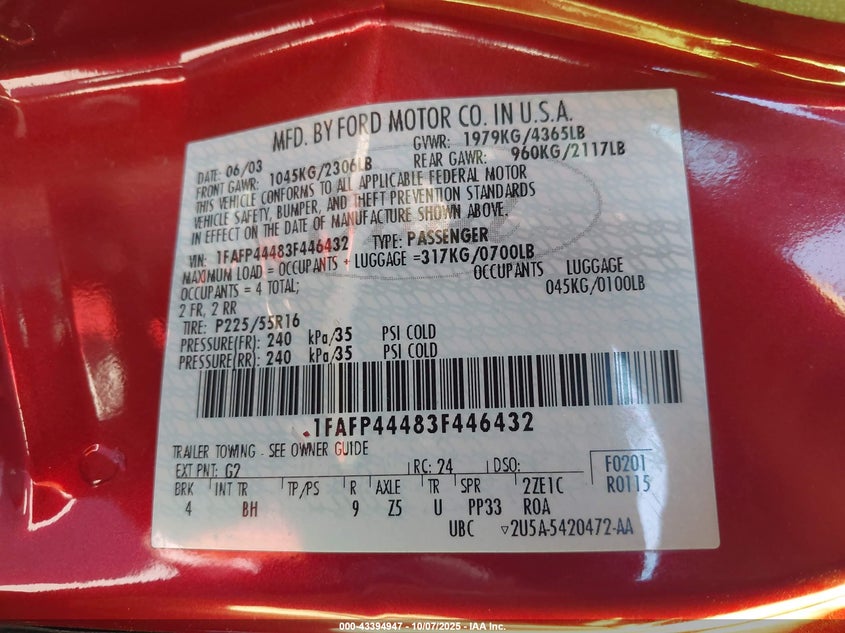 MFD. BY FORD MOTOR CO. IN U.S.A.
DATE: 06/03 GVWR: 1979KG/4365LB
FRONT GAWR: 1045KG/2306LB REAR GAWR: 960KG/2117LB
THIS VEHICLE CONFORMS TO ALL APPLICABLE FEDERAL MOTOR
VEHICLE SAFETY, BUMPER, AND THEFT PREVENTION STANDARDS
IN EFFECT ON THE DATE OF MANUFACTURE SHOWN ABOVE.
VIN: 1FAFP44483F446432 TYPE: PASSENGER
MAXIMUM LOAD = OCCUPANTS + LUGGAGE =317KG/0700LB
OCCUPANTS = 4 TOTAL; OCCUPANTS LUGGAGE
2 FR, 2 RR 045KG/0100LB
TIRE: P225/55R16
PRESSURE(FR): 240 kPa/35 PSI COLD
PRESSURE(RR): 240 kPa/35 PSI COLD
1FAFP44483F446432
TRAILER TOWING - SEE OWNER GUIDE
EXT PNT: G2 RC: 24 DSO: F0201
BRK INT TR TP/PS R AXLE TR SPR 2ZE1C R0115
4 BH 9 Z5 U PP33 ROA
UBC ▽2U5A-5420472-AA
000-43394947 - 10/07/2025 - IAA Inc.